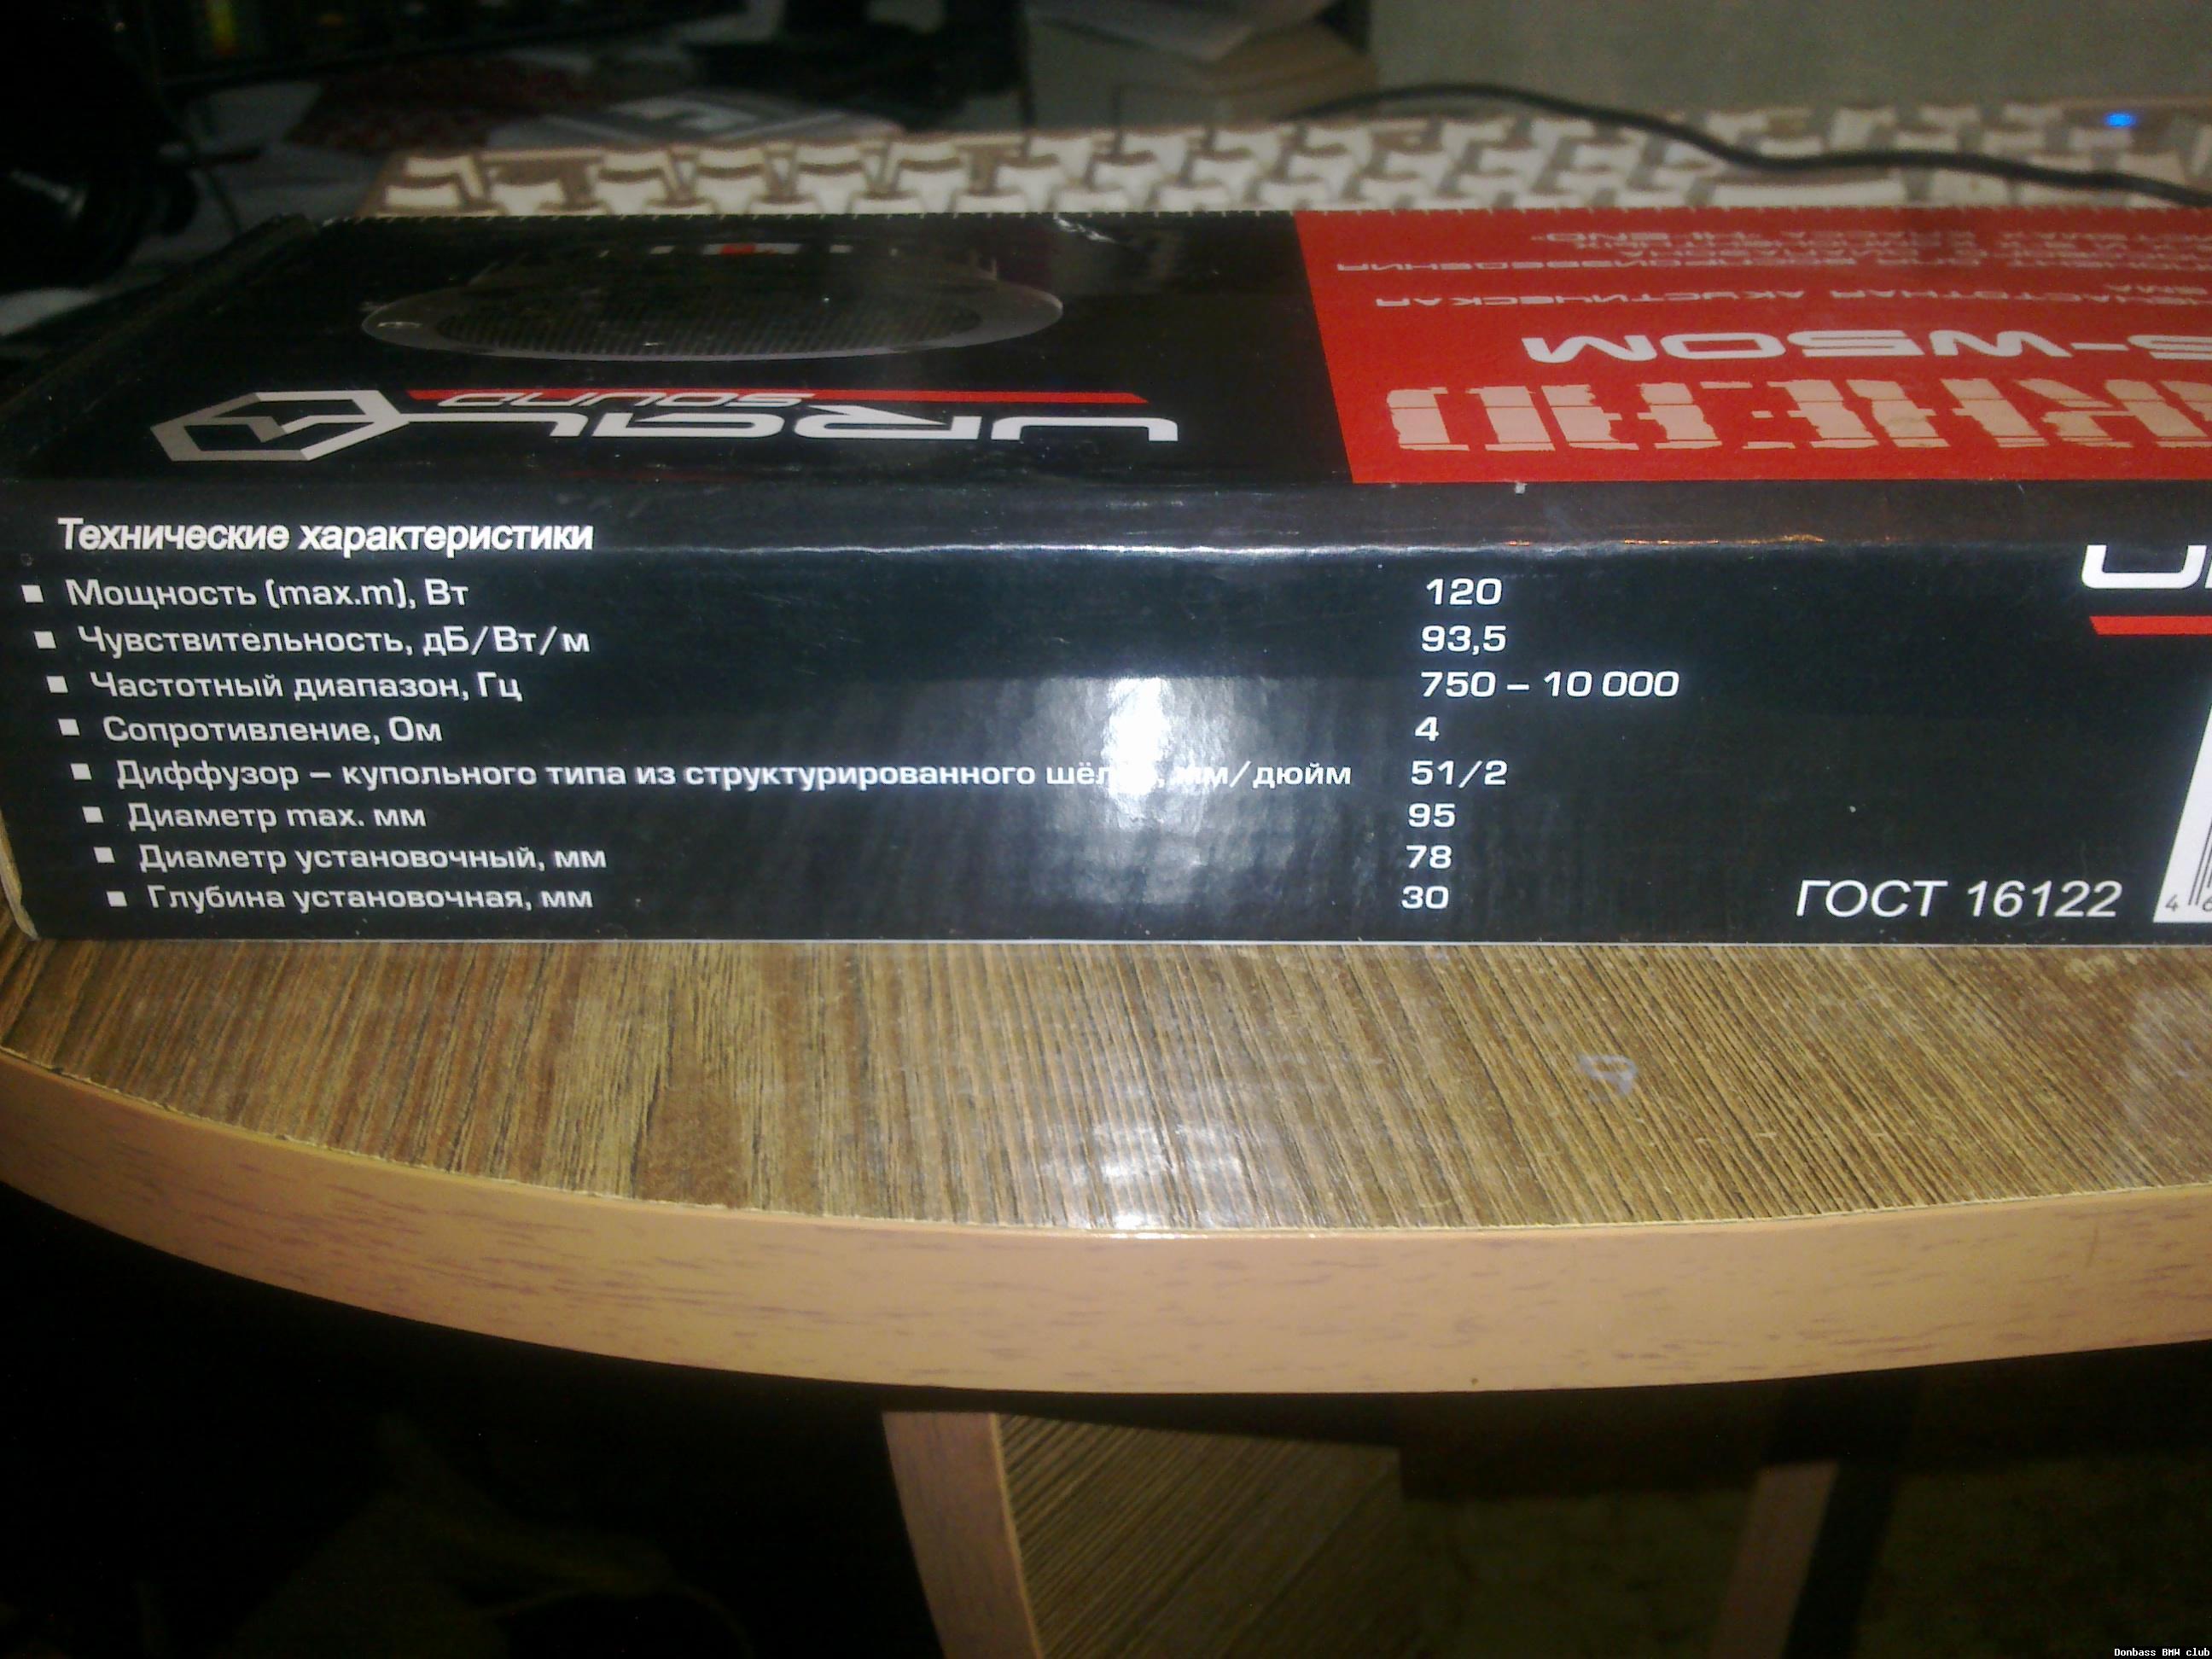 URAL
SOUND
Технические характеристики
Мощность (max.m), Вт 120
Чувствительность, дБ/Вт/м 93,5
Частотный диапазон, Гц 750 – 10 000
Сопротивление, Ом 4
Диффузор – купольного типа из структурированного мм/дюйм 51/2
Диаметр max. мм 95
Диаметр установочный, мм 78
Глубина установочная, мм 30
ГОСТ 16122
Donbass BMW club